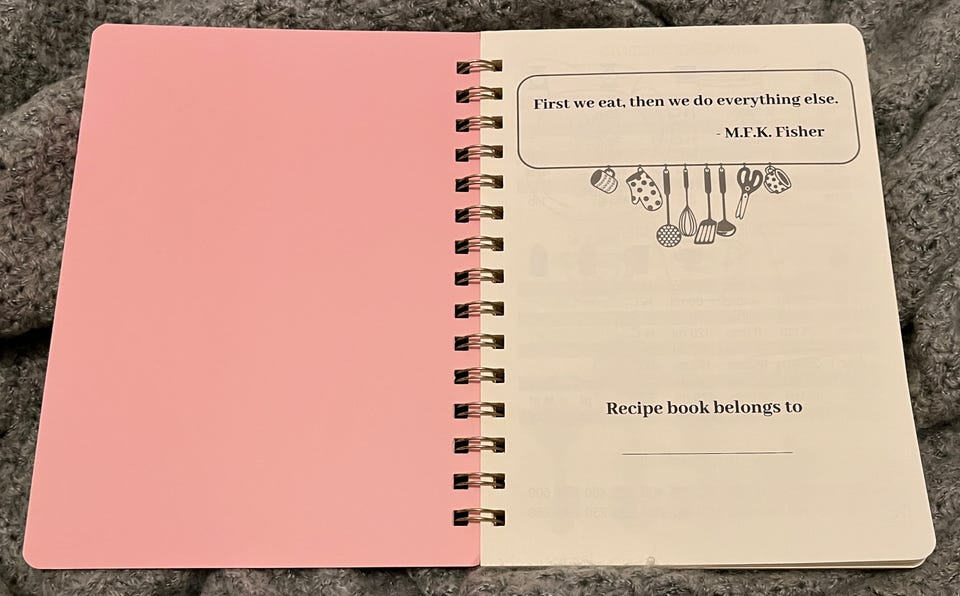 First we eat, then we do everything else.
- M.F.K. Fisher
Recipe book belongs to